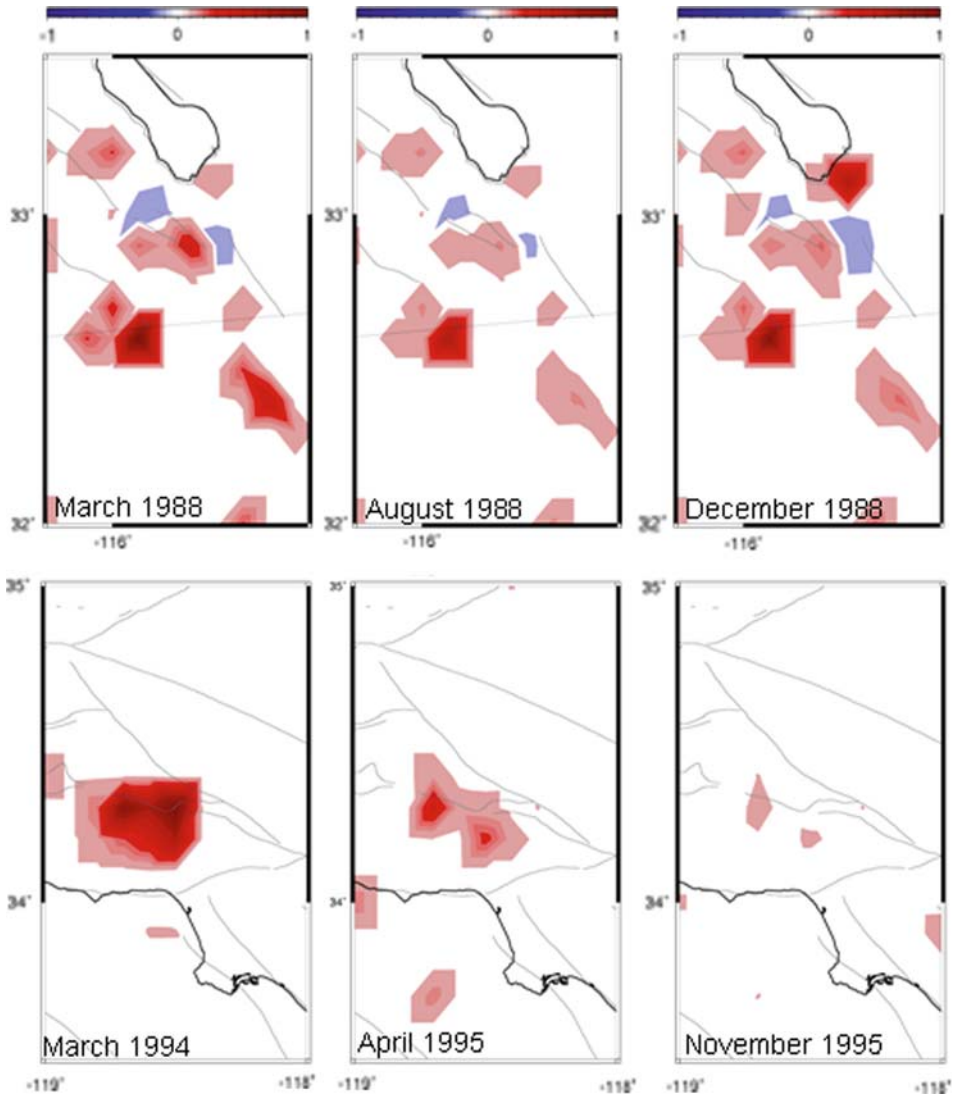 -1 0 1 -1 0 1 -1 0 1
33° 33° 33°
March 1988 August 1988 December 1988
32° 32° 32°
-116° -116° -116°
35° 35° 35°
34° 34° 34°
March 1994 April 1995 November 1995
-119° -118° -119° -118° -119° -118°